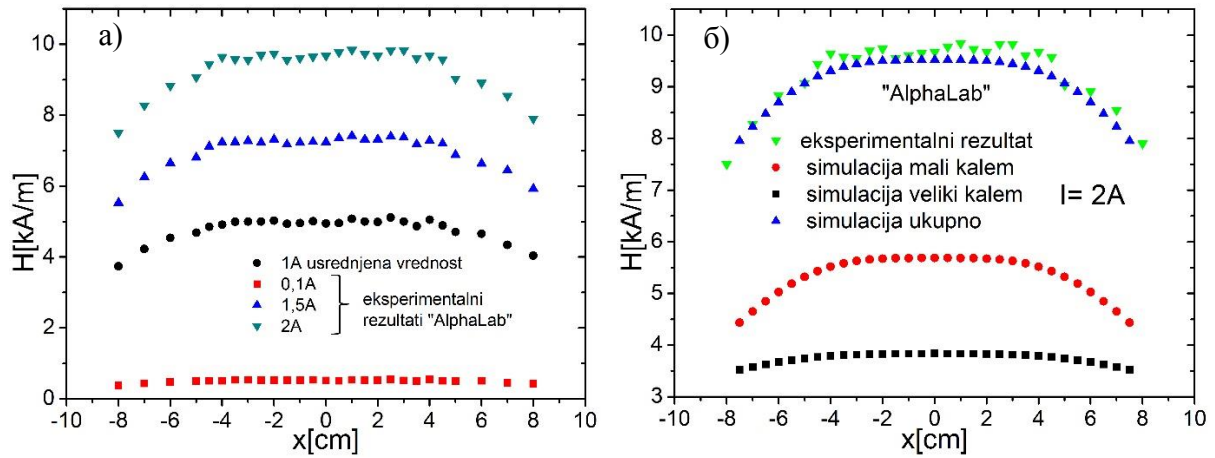 a)
H[kA/m]
10
8
6
4
2
0
1A usrednjena vrednost
0,1A
1,5A
2A
eksperimentalni
rezultati "AlphaLab"
-10 -8 -6 -4 -2 0 2 4 6 8 10
x[cm]
б)
H[kA/m]
10
9
8
7
6
5
4
3
"AlphaLab"
eksperimentalni rezultat
simulacija mali kalem
simulacija veliki kalem
simulacija ukupno
I= 2A
-10 -8 -6 -4 -2 0 2 4 6 8 10
x[cm]